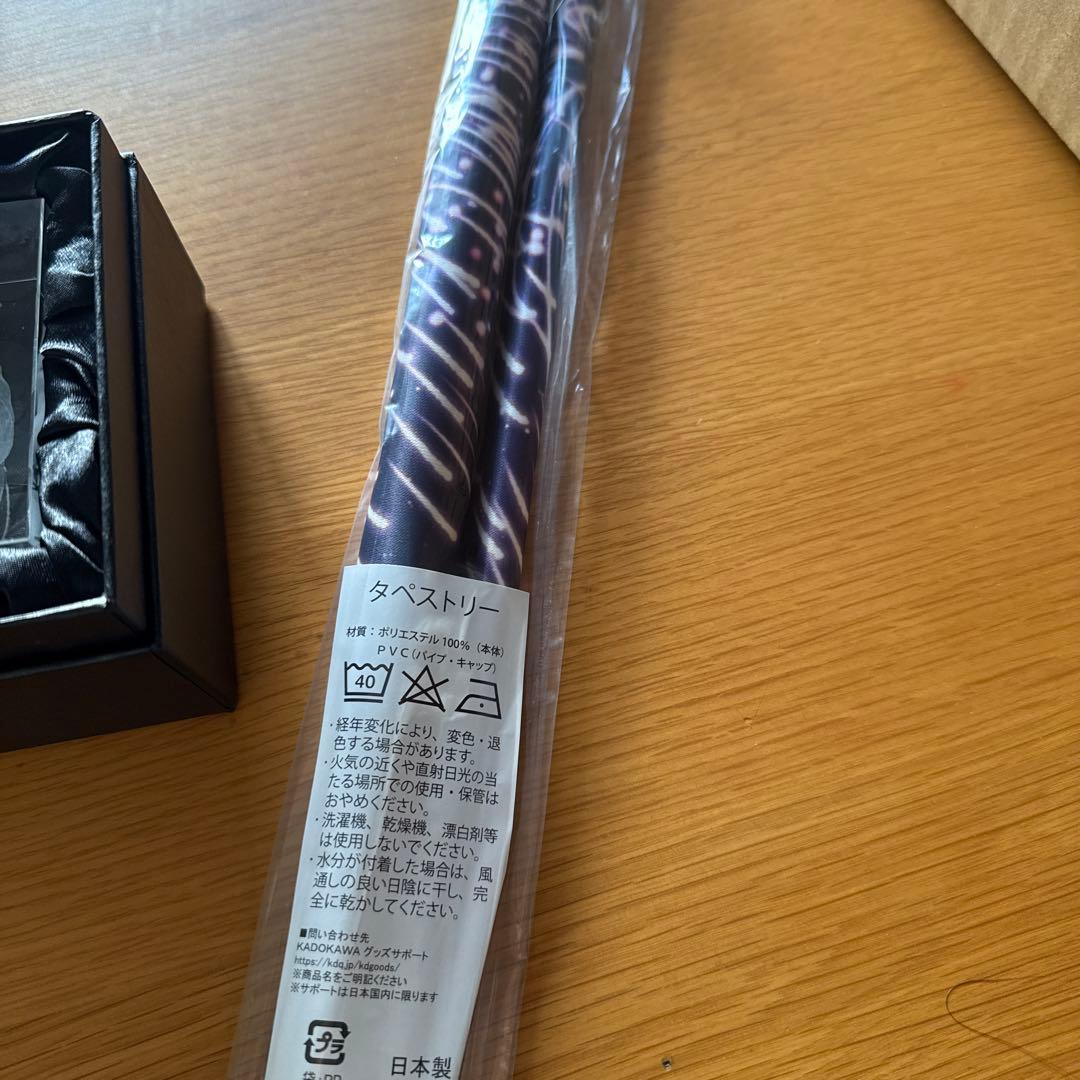 タペストリー
材質：ポリエステル 100%（本体）
ＰＶＣ(パイプ・キャップ)
40
・経年変化により、変色・退
色する場合があります。
・火気の近くや直射日光の当
たる場所での使用・保管は
おやめください。
・洗濯機、乾燥機、漂白剤等
は使用しないでください。
・水分が付着した場合は、風
通しの良い日陰に干し、完
全に乾かしてください。
■問い合わせ先
KADOKAWA グッズサポート
https://kdq.jp/kdgoods/
※商品名をご明記ください
※サポートは日本国内に限ります
プラ
日本製